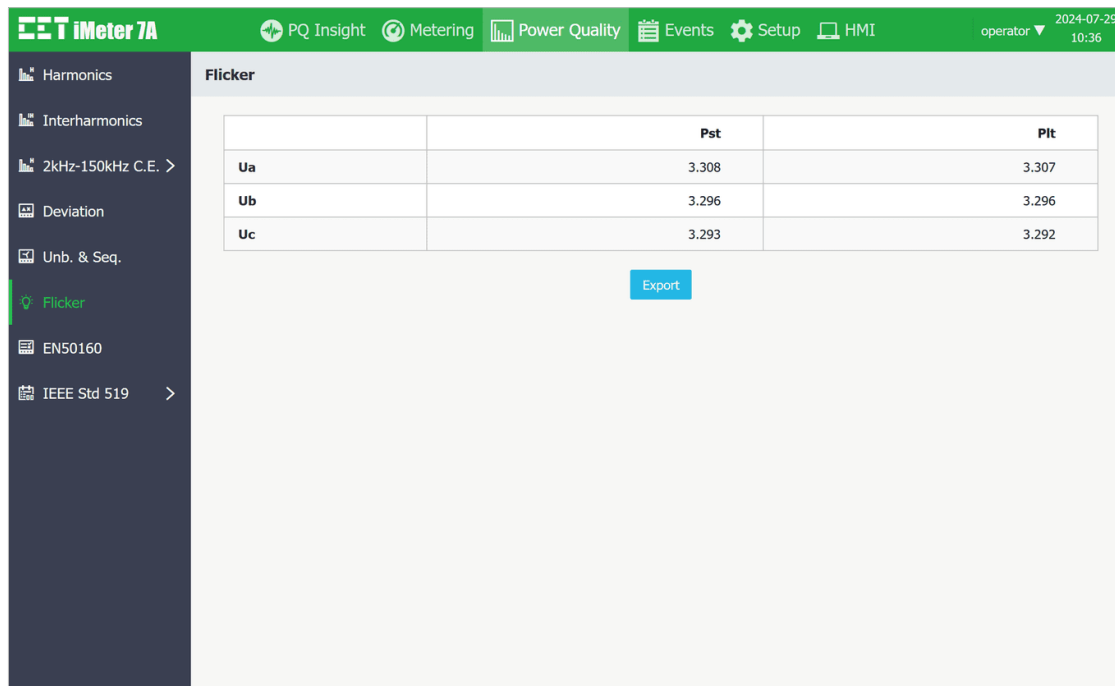 CET iMeter 7A
PQ Insight Metering Power Quality Events Setup HMI operator ▼ 2024-07-29
10:36
Harmonics
Interharmonics
2kHz-150kHz C.E. >
Deviation
Unb. & Seq.
Flicker
EN50160
IEEE Std 519 >
Flicker
Pst Plt
Ua 3.308 3.307
Ub 3.296 3.296
Uc 3.293 3.292
Export